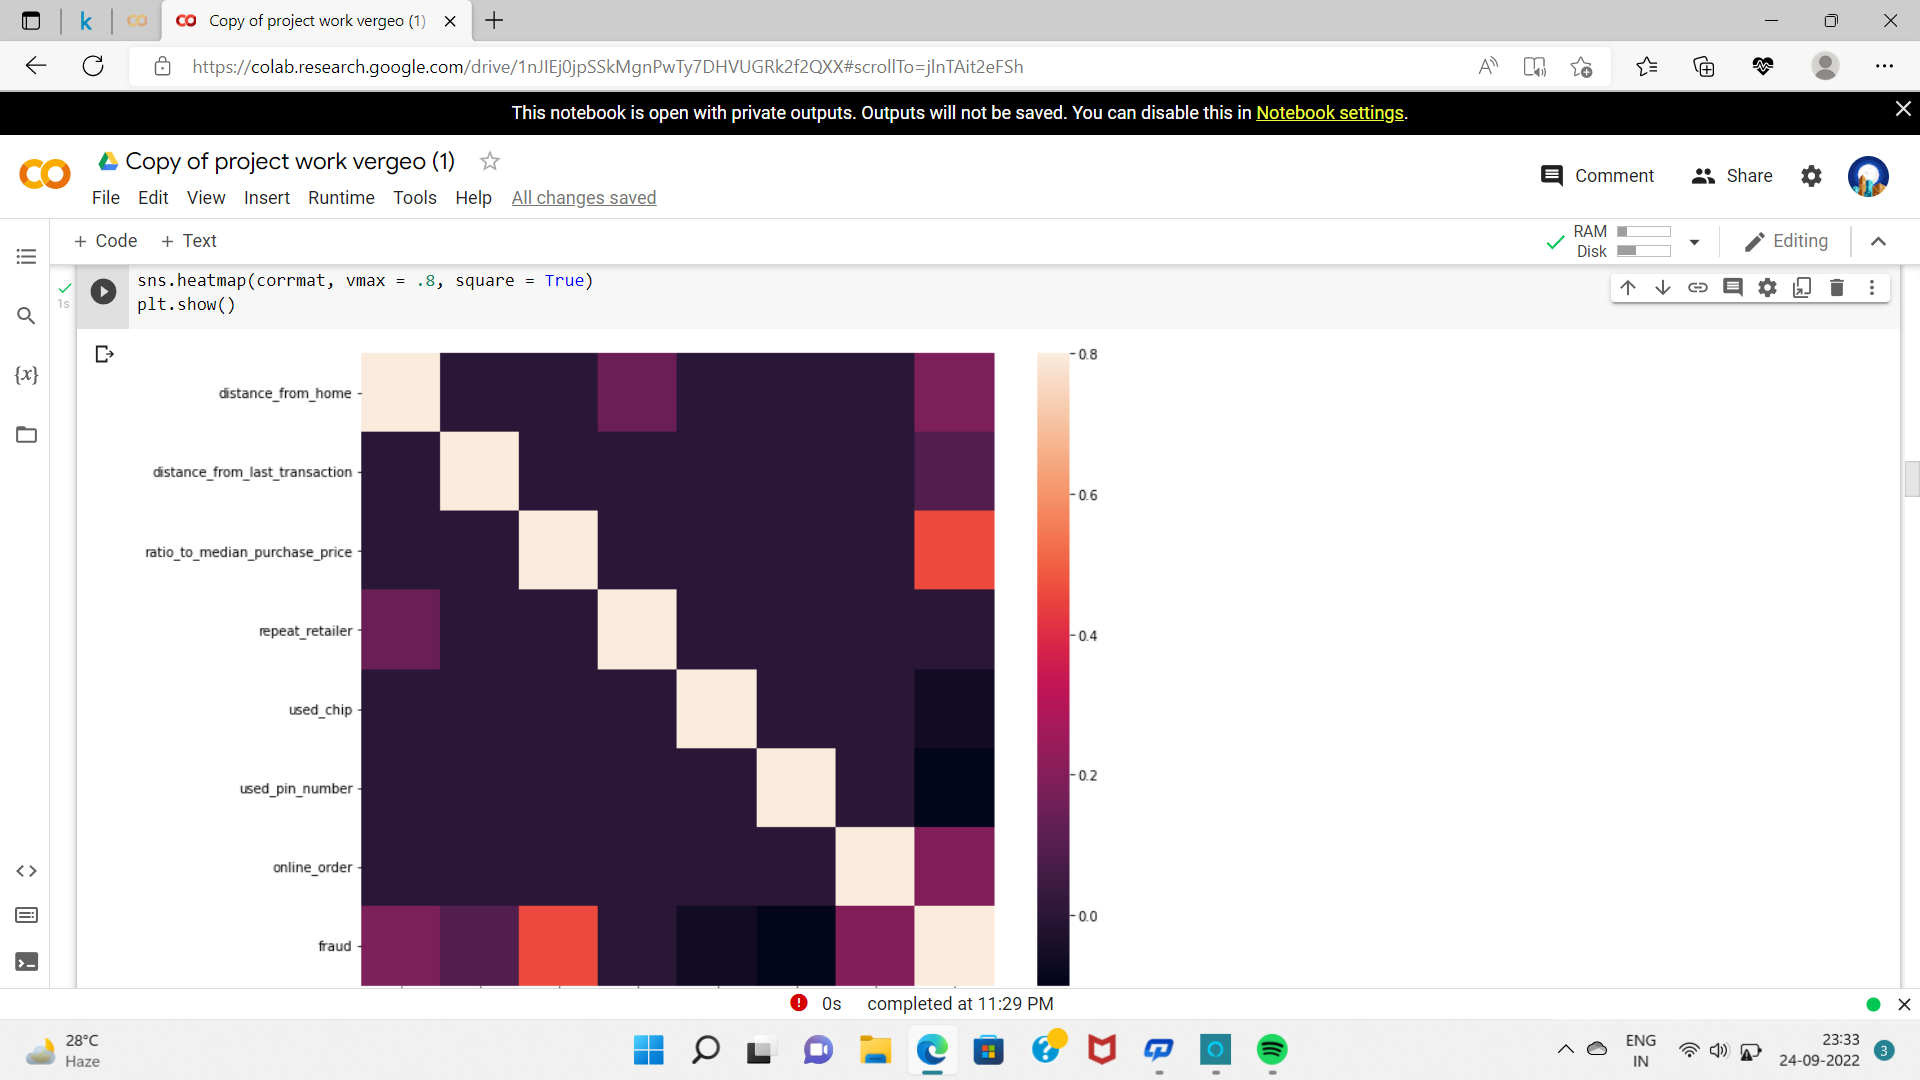 Copy of project work vergeo (1)
https://colab.research.google.com/drive/1nJIEj0jpSSkMgnPwTy7DHVUGRk2f2QXX#scrollTo=jlnTAit2eFSh
This notebook is open with private outputs. Outputs will not be saved. You can disable this in Notebook settings.
Copy of project work vergeo (1)
File Edit View Insert Runtime Tools Help All changes saved
Comment Share
+ Code + Text
RAM
Disk
Editing
1s
sns.heatmap(corrmat, vmax = .8, square = True)
plt.show()
{x}
distance_from_home
distance_from_last_transaction
ratio_to_median_purchase_price
repeat_retailer
used_chip
used_pin_number
online_order
fraud
0.8
0.6
0.4
0.2
0.0
0s completed at 11:29 PM
28°C
Haze
ENG
IN
23:33
24-09-2022
3